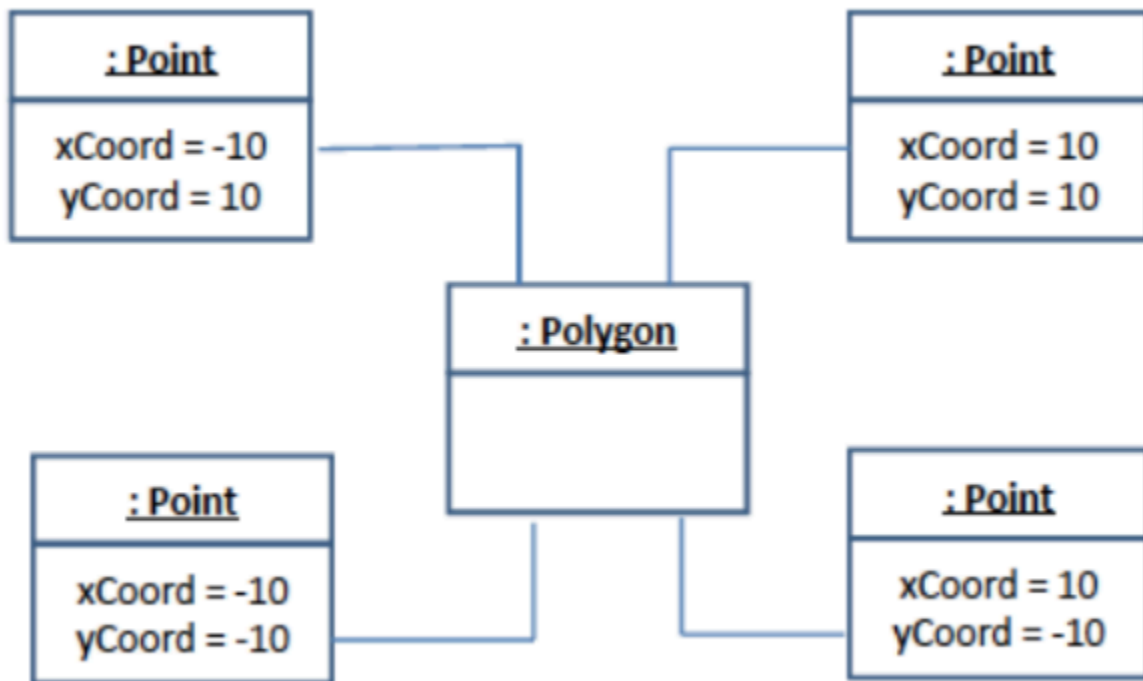 : Point
xCoord = -10
yCoord = 10
: Point
xCoord = 10
yCoord = 10
: Polygon
: Point
xCoord = -10
yCoord = -10
: Point
xCoord = 10
yCoord = -10